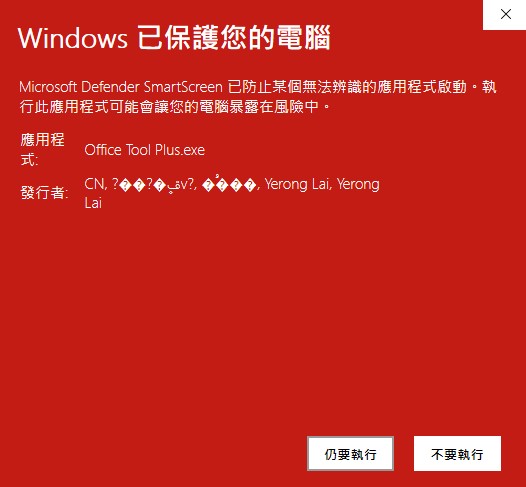 Windows 已保護您的電腦
Microsoft Defender SmartScreen 已防止某個無法辨識的應用程式啟動。執
行此應用程式可能會讓您的電腦暴露在風險中。
應用程
式:
Office Tool Plus.exe
發行者:
CN, Yerong Lai, Yerong
Lai
仍要執行
不要執行